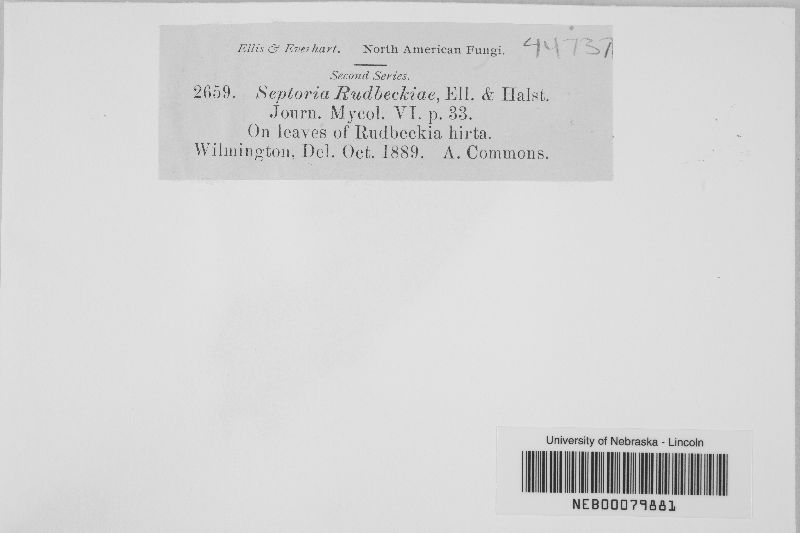 Ellis & Everhart. North American Fungi. 44737
Second Series.
2659. Septoria Rudbeckiae, Ell. & Halst.
Journ. Mycol. VI. p. 33.
On leaves of Rudbeckia hirta.
Wilmington, Del. Oct. 1889. A. Commons.
University of Nebraska - Lincoln
NEB00079881